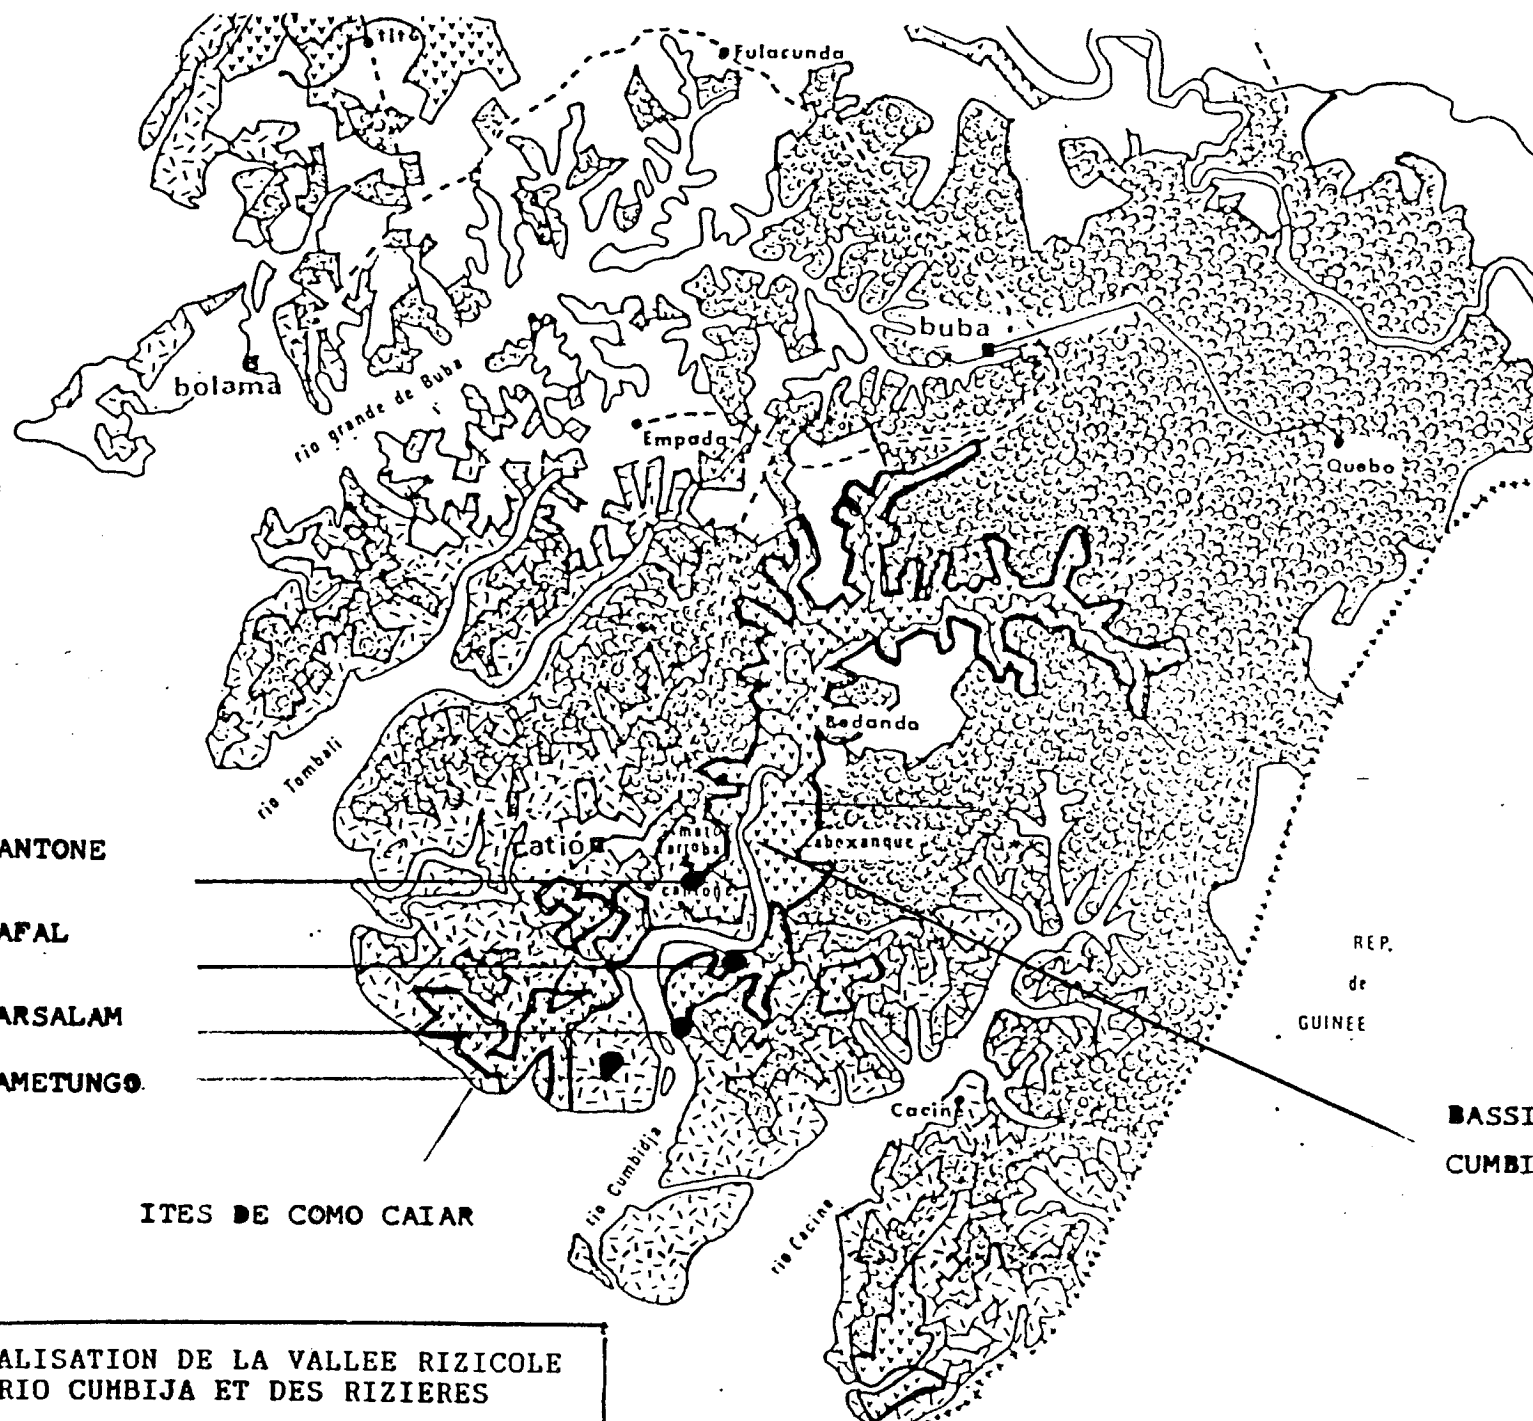 tite
Fulacunda
buba
bolama
rio grande de Buba
Empada
Quebo
Bedanda
rio Tombali
catió
arroba
cantone
ANTONE
AFAL
REP.
de
GUINEE
ARSALAM
AMETUNGO.
Cacine
BASSI
CUMBI
rio Cumbidja
rio Cacine
ITES DE COMO CAIAR
ALISATION DE LA VALLEE RIZICOLE
RIO CUMBIJA ET DES RIZIERES